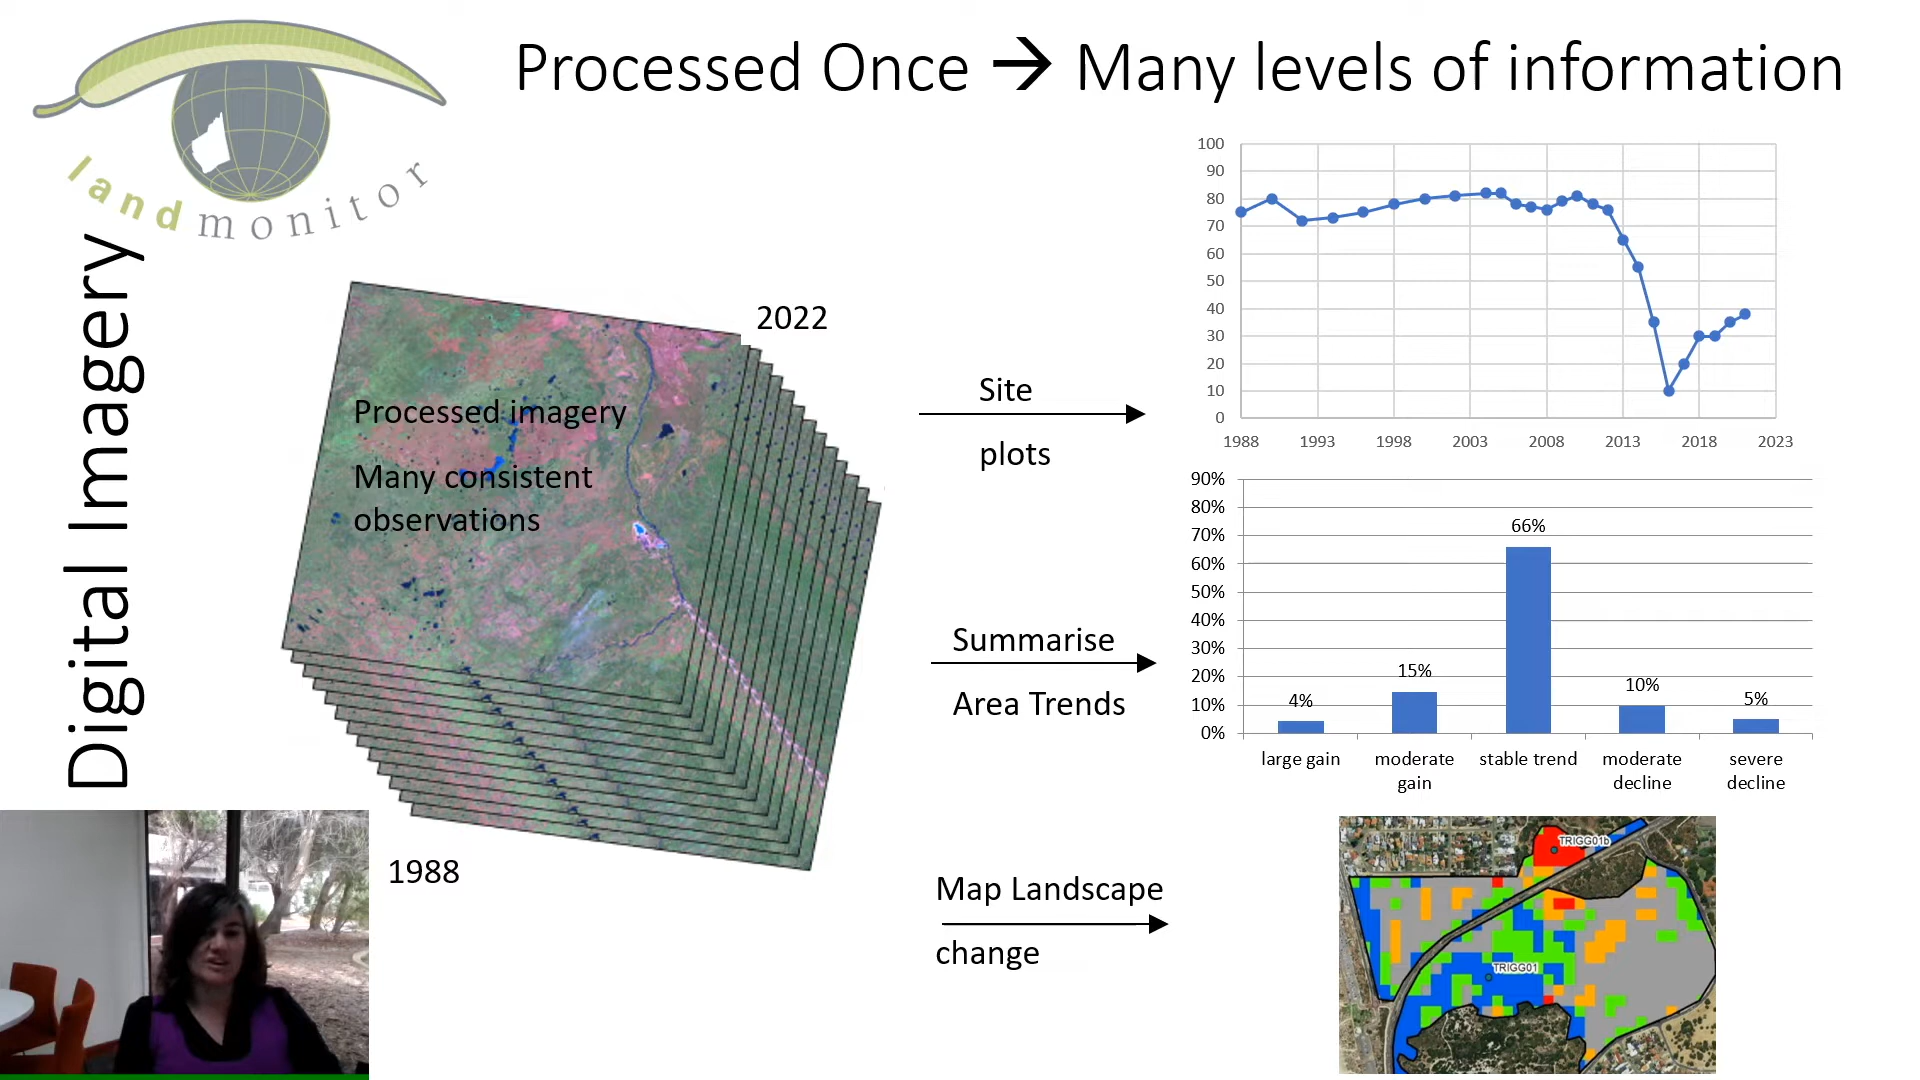 landmonitor
Processed Once → Many levels of information
Digital Imagery
2022
Processed imagery
Many consistent
observations
1988
Site
plots
Summarise
Area Trends
Map Landscape
change
100
90
80
70
60
50
40
30
20
10
0
1988 1993 1998 2003 2008 2013 2018 2023
90%
80%
70%
60%
50%
40%
30%
20%
10%
0%
4% 15% 66% 10% 5%
large gain moderate stable trend moderate severe
gain decline decline
TRIGG01b
TRIGG01